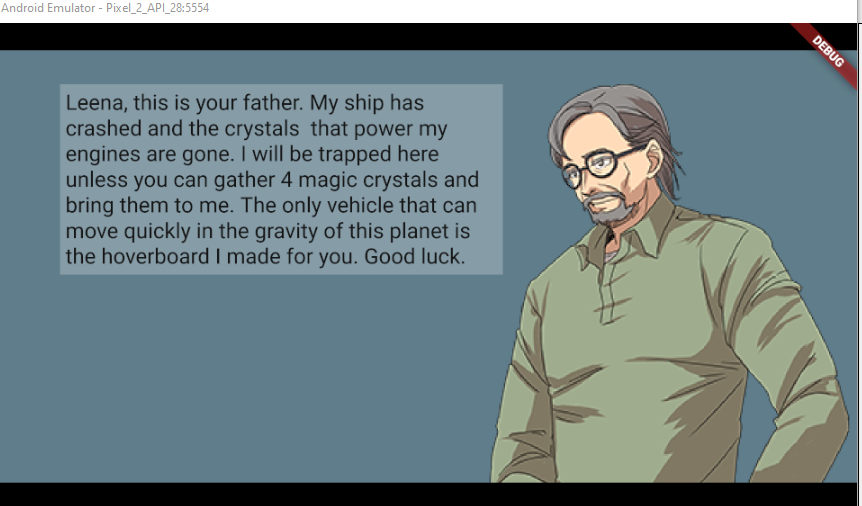 Android Emulator - Pixel_2_API_28:5554
DEBUG
Leena, this is your father. My ship has
crashed and the crystals  that power my
engines are gone. I will be trapped here
unless you can gather 4 magic crystals and
bring them to me. The only vehicle that can
move quickly in the gravity of this planet is
the hoverboard I made for you. Good luck.